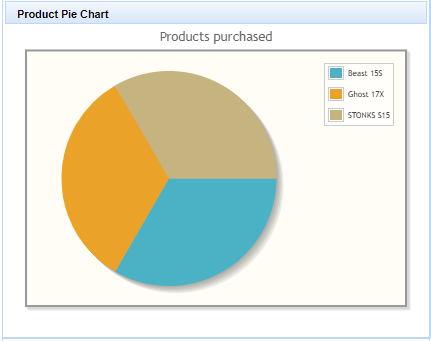 Product Pie Chart
Products purchased
Beast 15S
Ghost 17X
STONKS S15